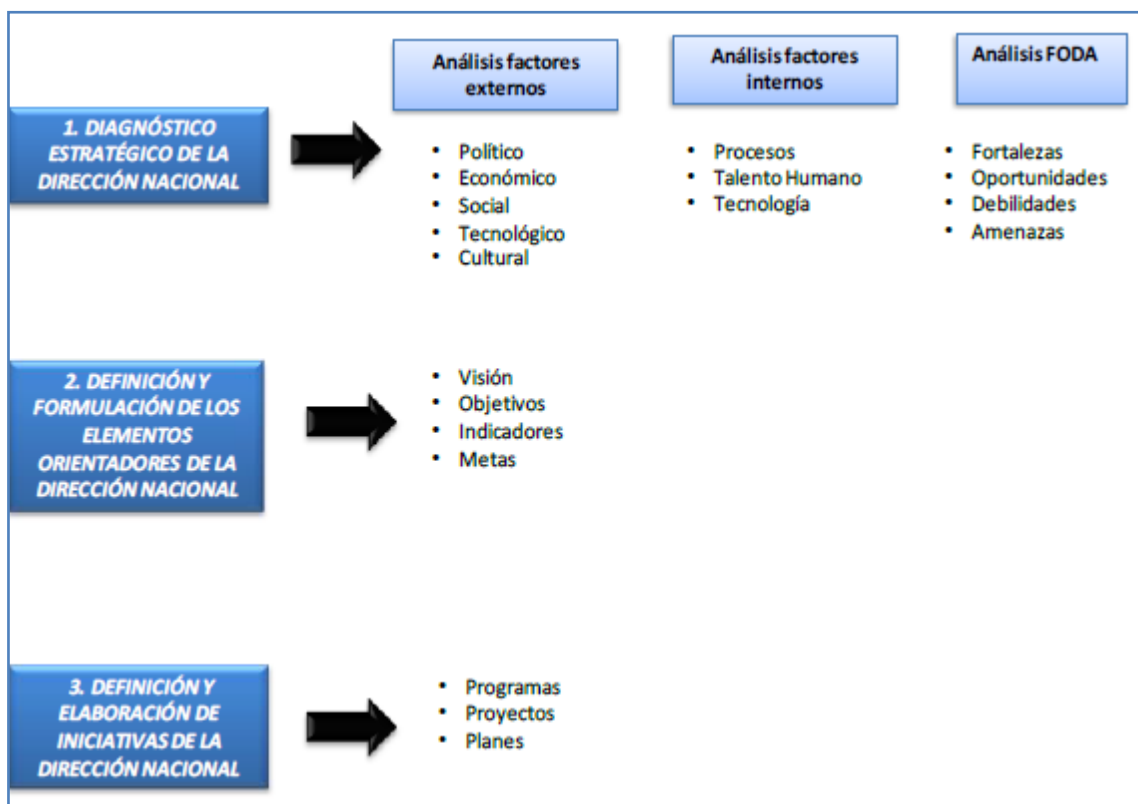 Análisis factores
externos
Análisis factores
internos
Análisis FODA
1. DIAGNÓSTICO
ESTRATÉGICO DE LA
DIRECCIÓN NACIONAL
• Político
• Económico
• Social
• Tecnológico
• Cultural
• Procesos
• Talento Humano
• Tecnología
• Fortalezas
• Oportunidades
• Debilidades
• Amenazas
2. DEFINICIÓN Y
FORMULACIÓN DE LOS
ELEMENTOS
ORIENTADORES DE LA
DIRECCIÓN NACIONAL
• Visión
• Objetivos
• Indicadores
• Metas
3. DEFINICIÓN Y
ELABORACIÓN DE
INICIATIVAS DE LA
DIRECCIÓN NACIONAL
• Programas
• Proyectos
• Planes